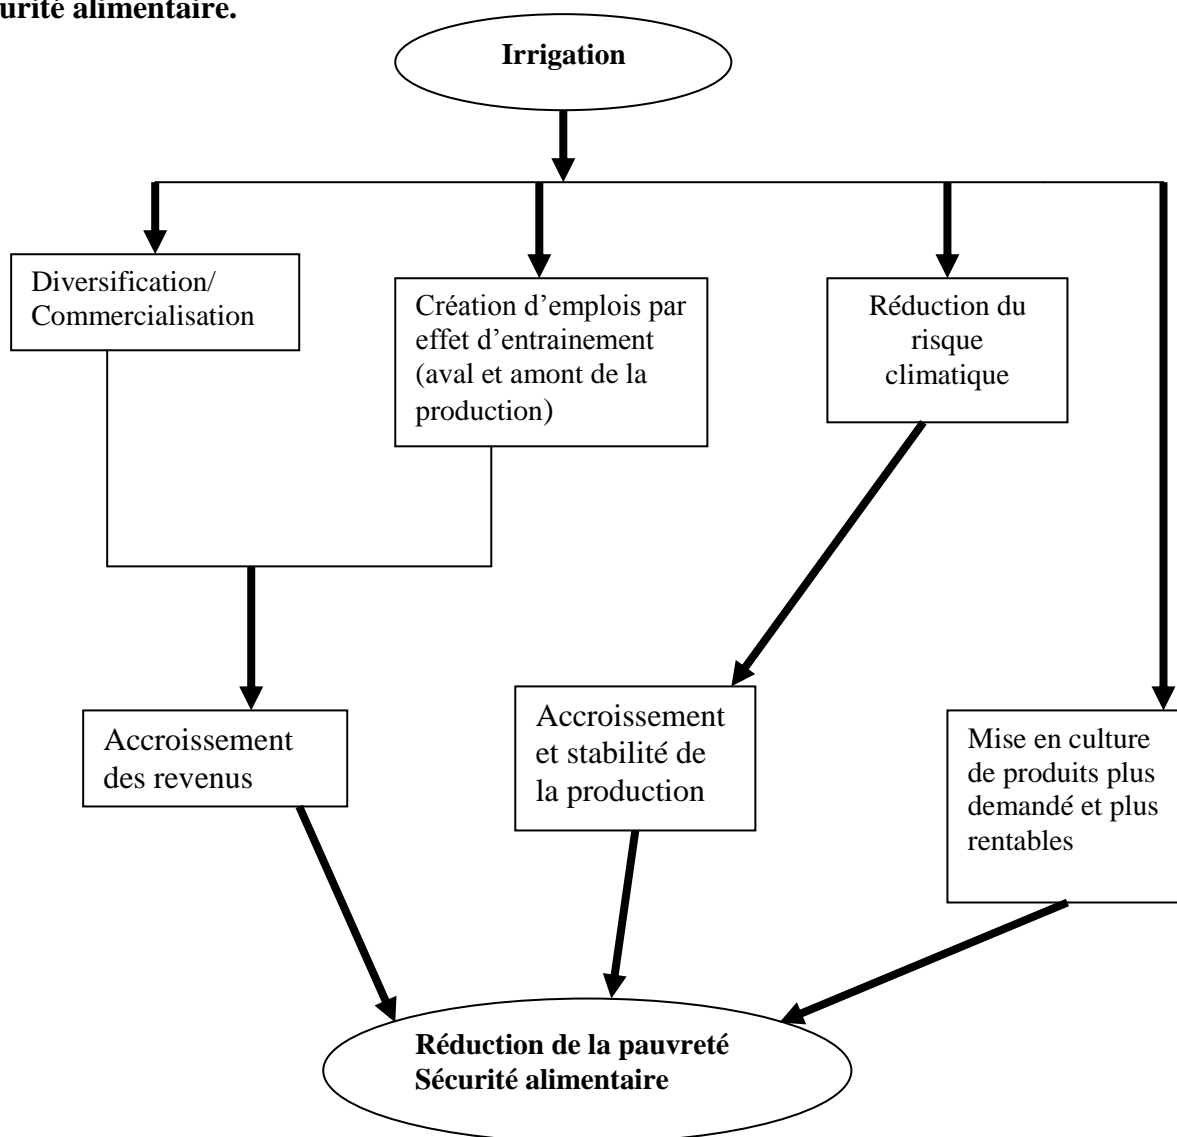 curité alimentaire.
Irrigation
Diversification/
Commercialisation
Création d’emplois par
effet d’entrainement
(aval et amont de la
production)
Réduction du
risque
climatique
Accroissement
des revenus
Accroissement
et stabilité de
la production
Mise en culture
de produits plus
demandé et plus
rentables
Réduction de la pauvreté
Sécurité alimentaire